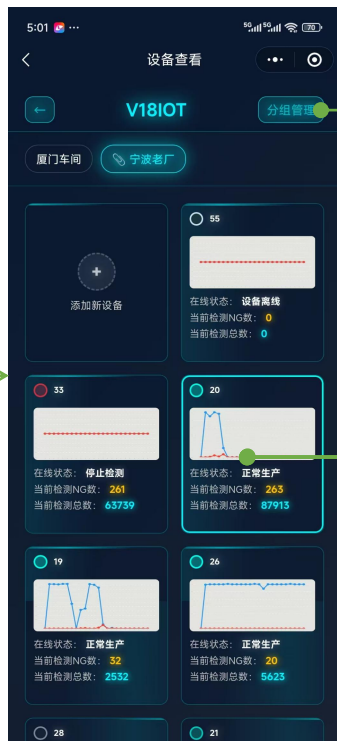 5:01
5G 5G 70
设备查看
V18IOT
分组管理
厦门车间
宁波老厂
添加新设备
55
在线状态: 设备离线
当前检测NG数: 0
当前检测总数: 0
33
在线状态: 停止检测
当前检测NG数: 261
当前检测总数: 63739
20
在线状态: 正常生产
当前检测NG数: 263
当前检测总数: 87913
19
在线状态: 正常生产
当前检测NG数: 32
当前检测总数: 2532
26
在线状态: 正常生产
当前检测NG数: 20
当前检测总数: 5623
28
21